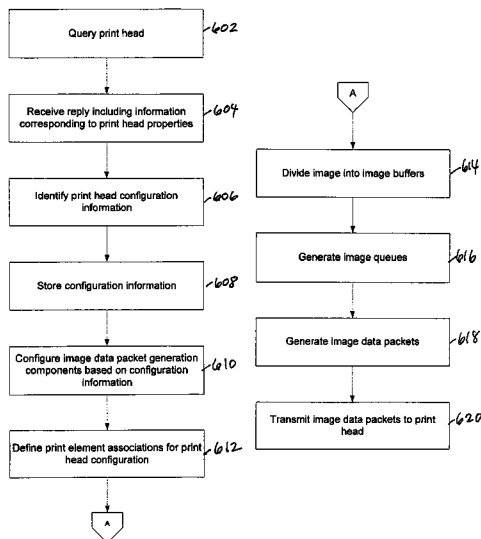 Query print head
602
Receive reply including information
corresponding to print head properties
604
Identify print head configuration
information
606
Store configuration information
608
Configure image data packet generation
components based on configuration
information
610
Define print element associations for print
head configuration
612
A
A
Divide image into image buffers
614
Generate image queues
616
Generate image data packets
618
Transmit image data packets to print
head
620